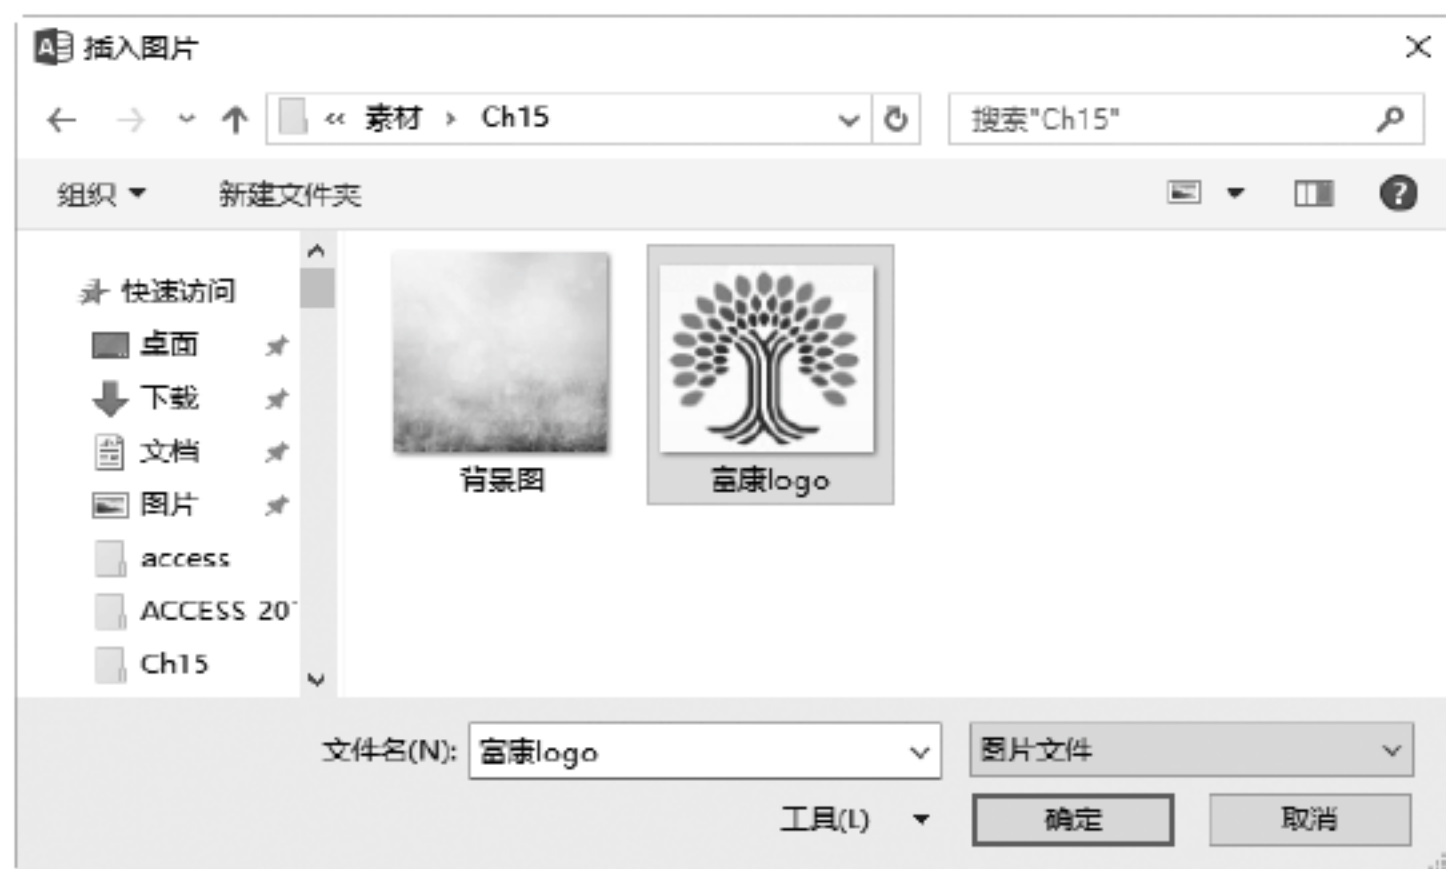 插入图片
« 素材 › Ch15
搜索"Ch15"
组织
新建文件夹
快速访问
桌面
下载
文档
图片
access
ACCESS 20
Ch15
背景图
富康logo
文件名(N): 富康logo
图片文件
工具(L)
确定
取消